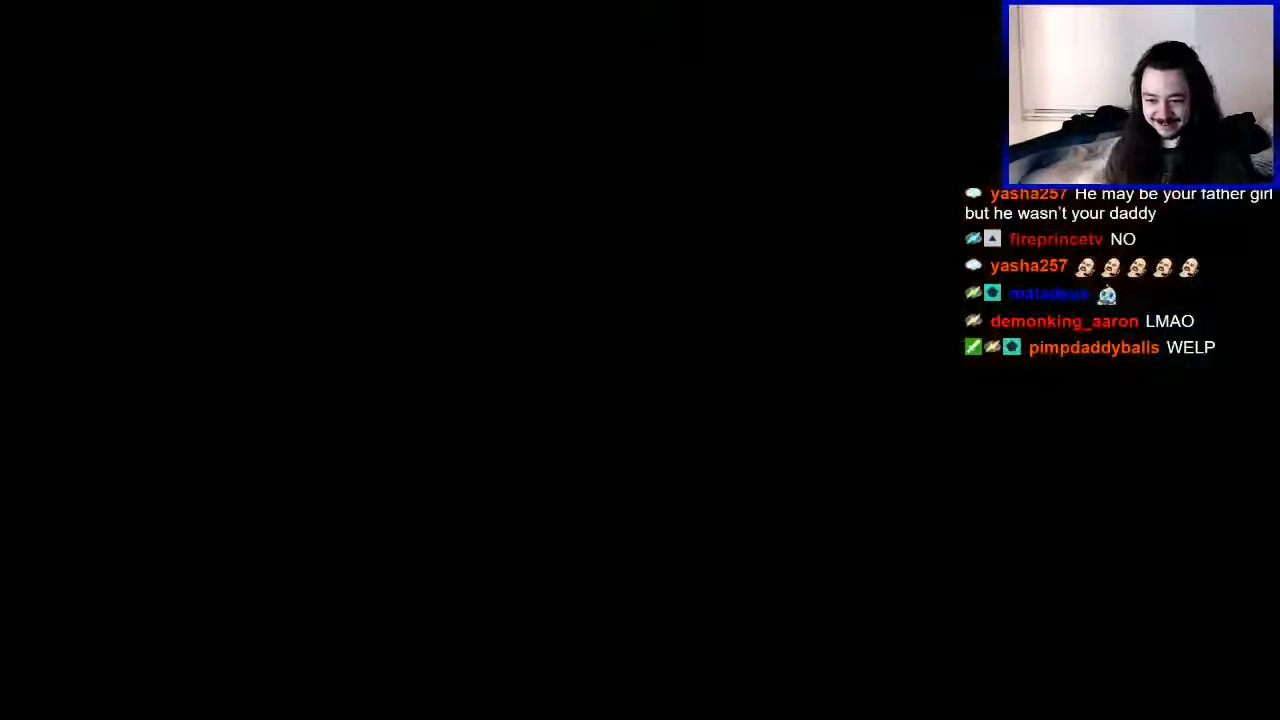 yasha257 He may be your father girl
but he wasn't your daddy
fireprincetv NO
yasha257
maladeus
demonking_aaron LMAO
pimpdaddyballs WELP